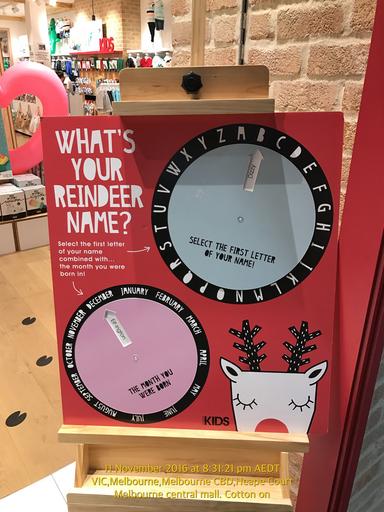 WHAT'S
YOUR
REINDEER
NAME?
Select the first letter
of your name
combined with...
the month you were
born in!
A B C D E F G H I J K L M N O P Q R S T U V W X Y Z
SELECT THE FIRST LETTER
OF YOUR NAME!
JANUARY FEBRUARY MARCH APRIL MAY JUNE JULY AUGUST SEPTEMBER OCTOBER NOVEMBER DECEMBER
THE MONTH YOU
WERE BORN
KIDS
11 November 2016 at 8:31:21 pm AEDT
VIC,Melbourne,Melbourne CBD,Heape Court
Melbourne central mall. Cotton on